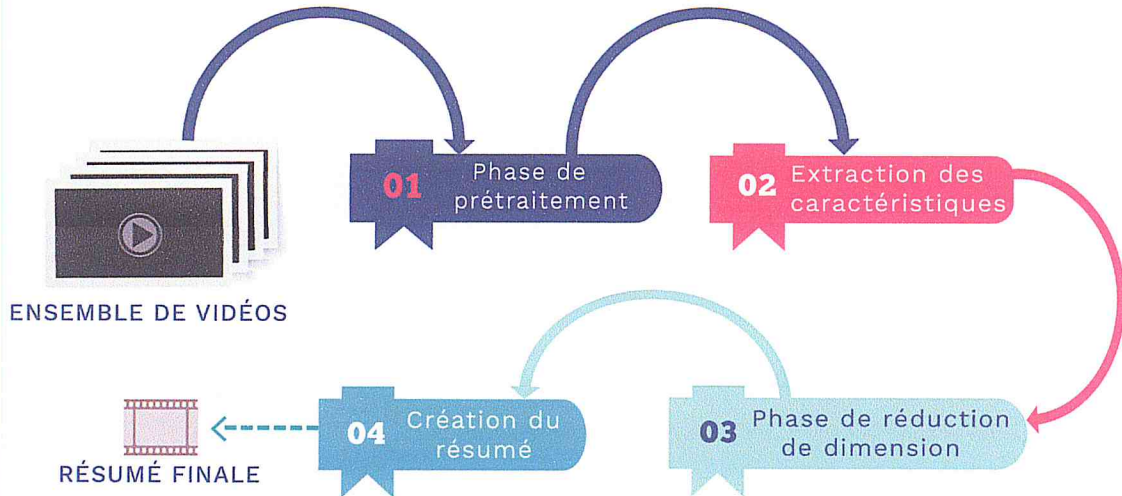 01
Phase de
prétraitement
02
Extraction des
caractéristiques
ENSEMBLE DE VIDÉOS
03
Phase de réduction
de dimension
04
Création du
résumé
RÉSUMÉ FINALE